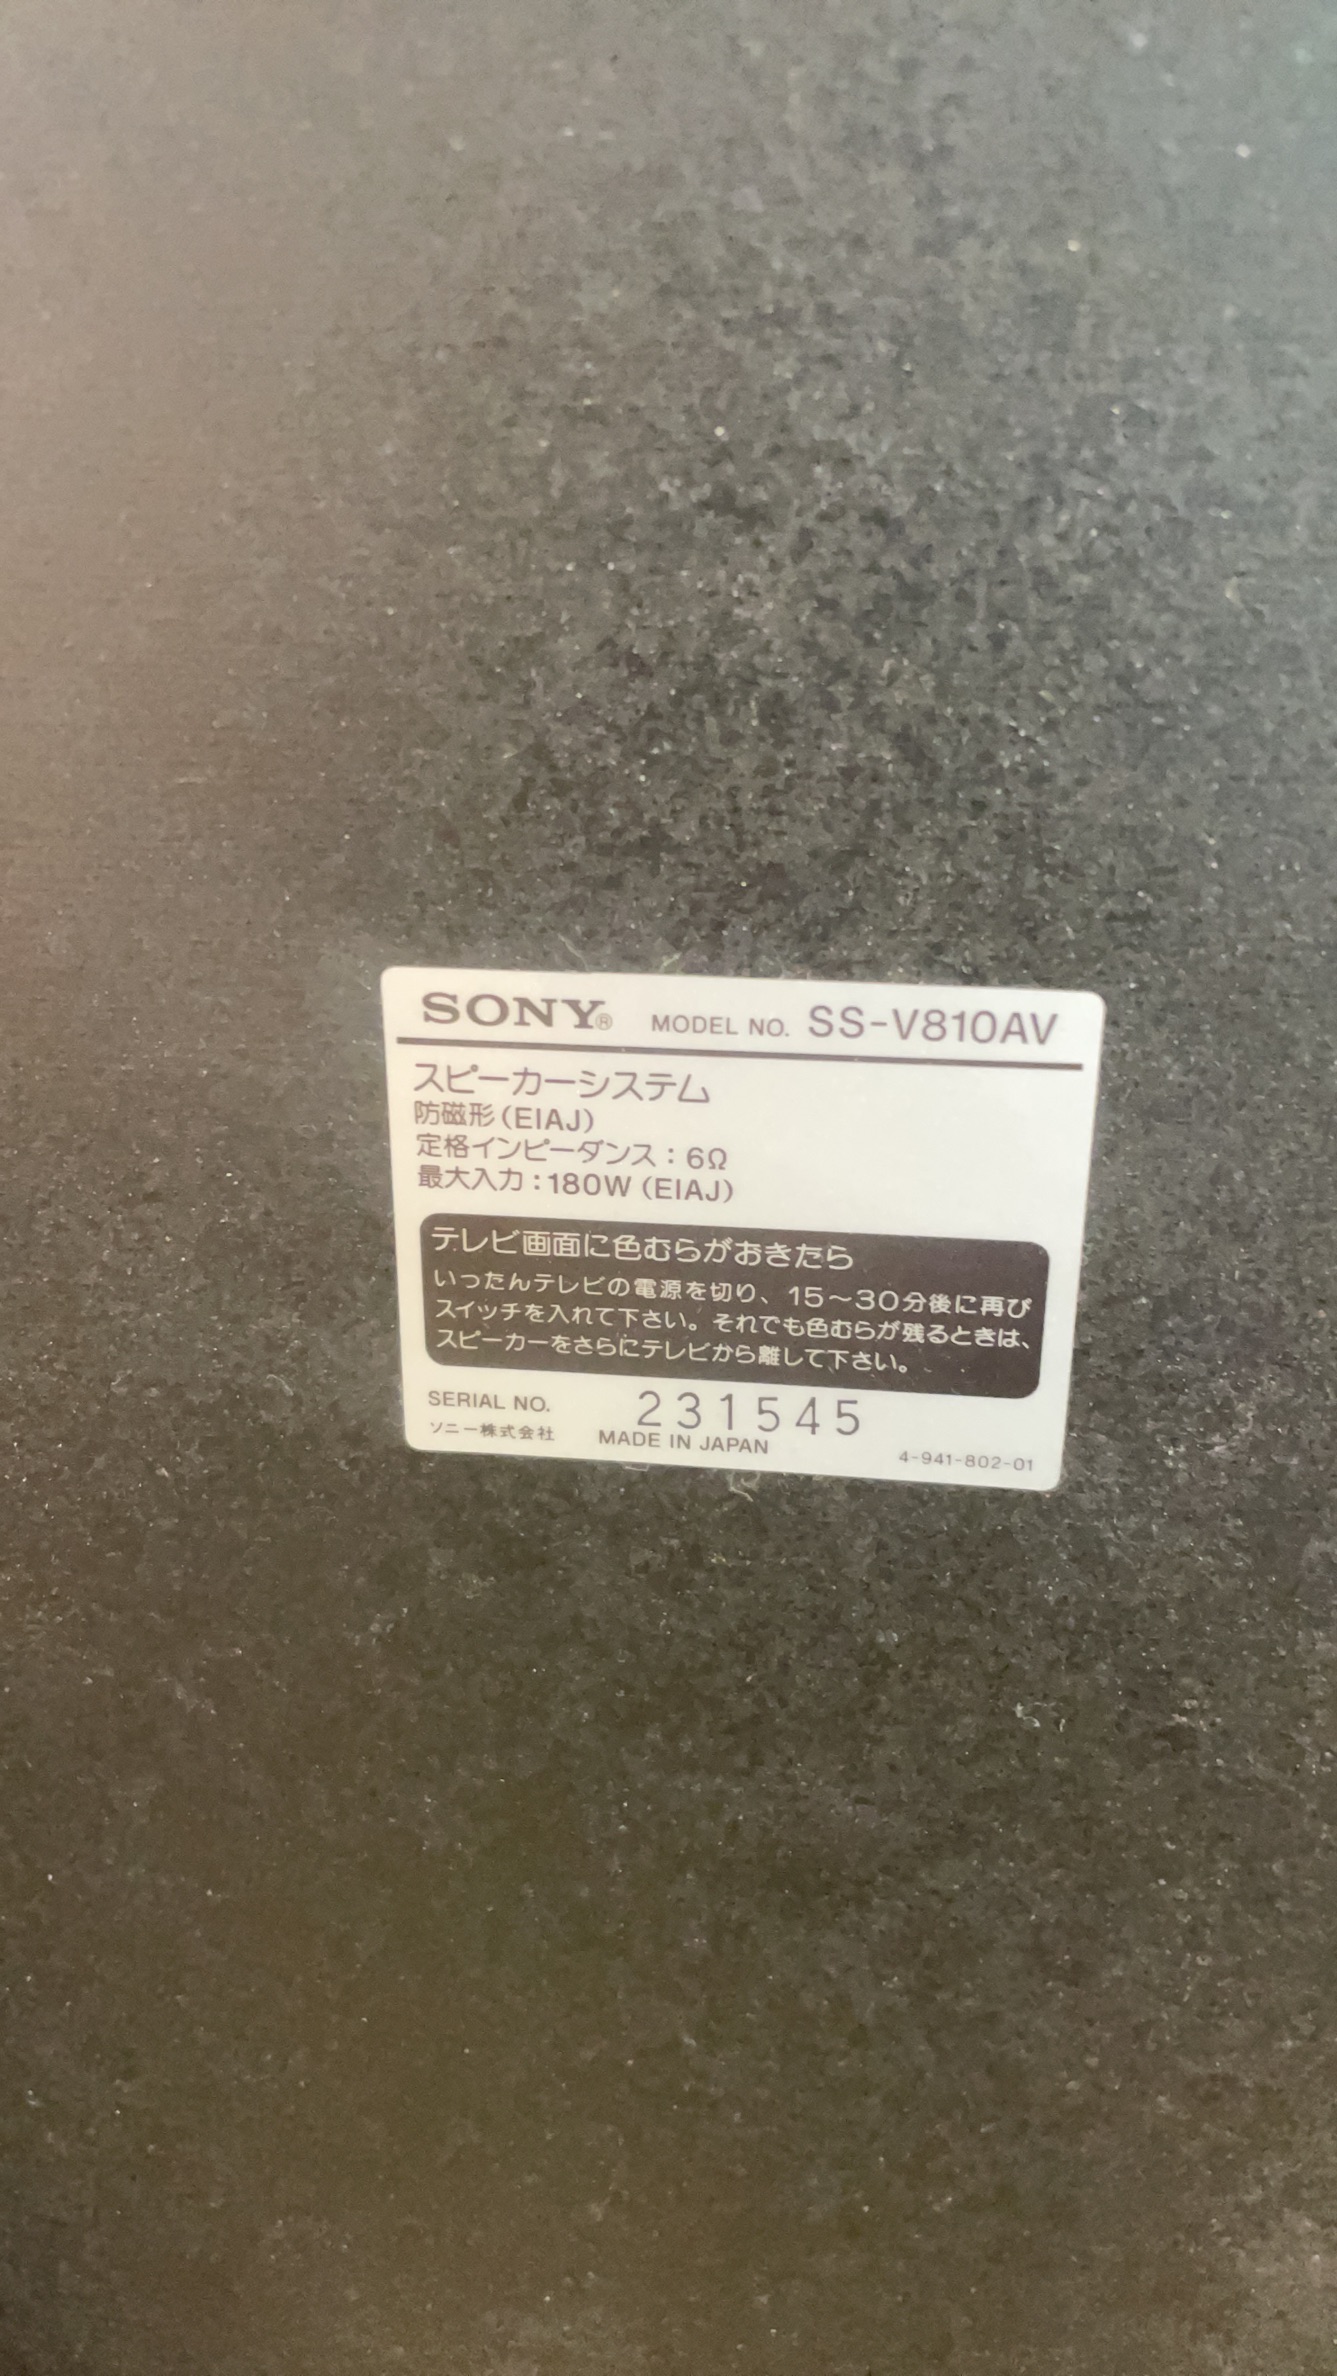 SONY® MODEL NO. SS-V810AV
スピーカーシステム
防磁形(EIAJ)
定格インピーダンス:6Ω
最大入力:180W(EIAJ)
テレビ画面に色むらがおきたら
いったんテレビの電源を切り、15〜30分後に再び
スイッチを入れて下さい。それでも色むらが残るときは、
スピーカーをさらにテレビから離して下さい。
SERIAL NO. 231545
ソニー株式会社 MADE IN JAPAN 4-941-802-01